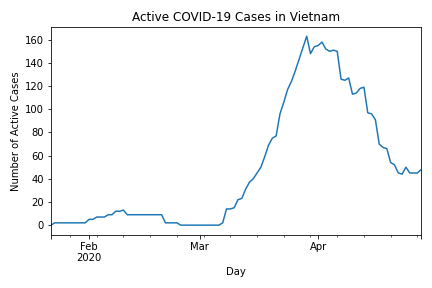 Active COVID-19 Cases in Vietnam
160
140
120
100
80
60
40
20
0
Number of Active Cases
Feb
2020
Mar
Apr
Day